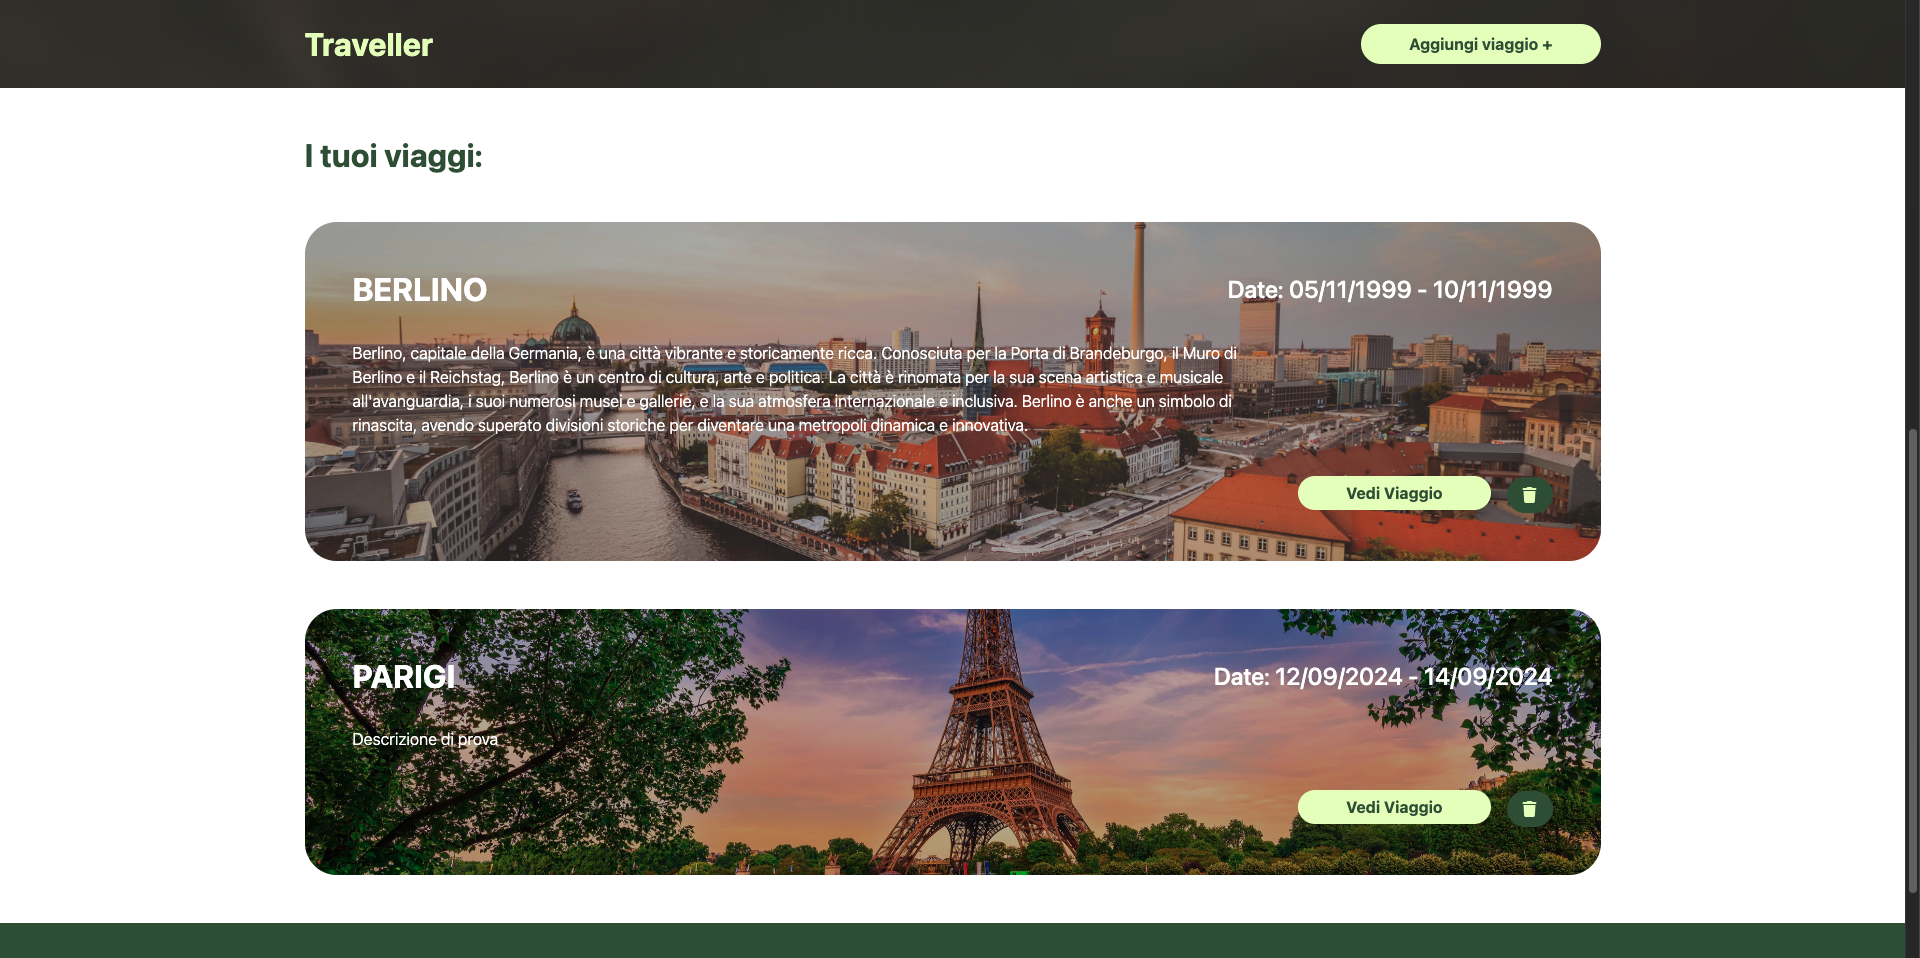 Traveller
Aggiungi viaggio +
I tuoi viaggi:
BERLINO
Date: 05/11/1999 - 10/11/1999
Berlino, capitale della Germania, è una città vibrante e storicamente ricca. Conosciuta per la Porta di Brandeburgo, il Muro di
Berlino e il Reichstag, Berlino è un centro di cultura, arte e politica. La città è rinomata per la sua scena artistica e musicale
all'avanguardia, i suoi numerosi musei e gallerie, e la sua atmosfera internazionale e inclusiva. Berlino è anche un simbolo di
rinascita, avendo superato divisioni storiche per diventare una metropoli dinamica e innovativa.
Vedi Viaggio
PARIGI
Date: 12/09/2024 - 14/09/2024
Descrizione di prova
Vedi Viaggio